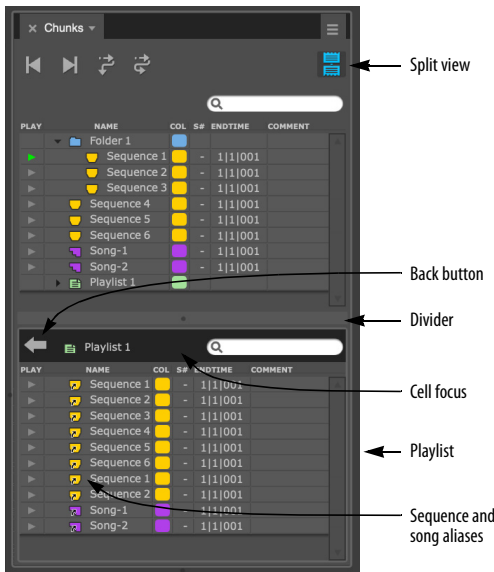 Chunks
Split view
PLAY NAME COL S# ENDTIME COMMENT
Folder 1
Sequence 1 - 1|1|001
Sequence 2 - 1|1|001
Sequence 3 - 1|1|001
Sequence 4 - 1|1|001
Sequence 5 - 1|1|001
Sequence 6 - 1|1|001
Song-1 - 1|1|001
Song-2 - 1|1|001
Playlist 1
Back button
Divider
Playlist 1
PLAY NAME COL S# ENDTIME COMMENT
Cell focus
Sequence 1 - 1|1|001
Sequence 2 - 1|1|001
Sequence 3 - 1|1|001
Sequence 4 - 1|1|001
Sequence 5 - 1|1|001
Sequence 6 - 1|1|001
Sequence 1 - 1|1|001
Sequence 2 - 1|1|001
Song-1 - 1|1|001
Song-2 - 1|1|001
Playlist
Sequence and
song aliases